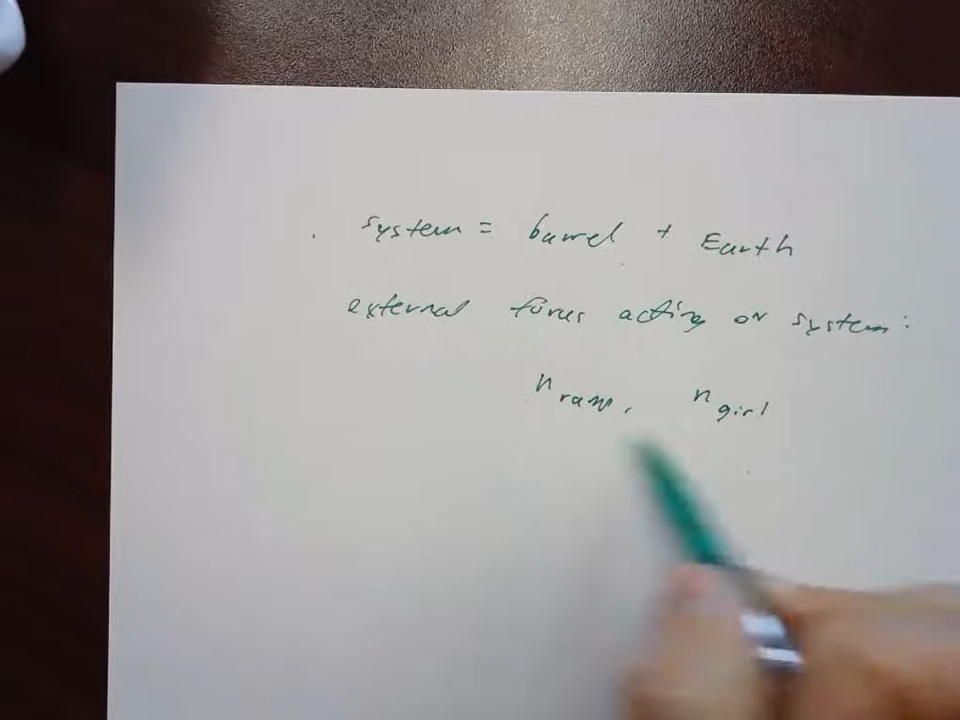 system = barrel + Earth
external forces acting on system:
n ramp, n girl